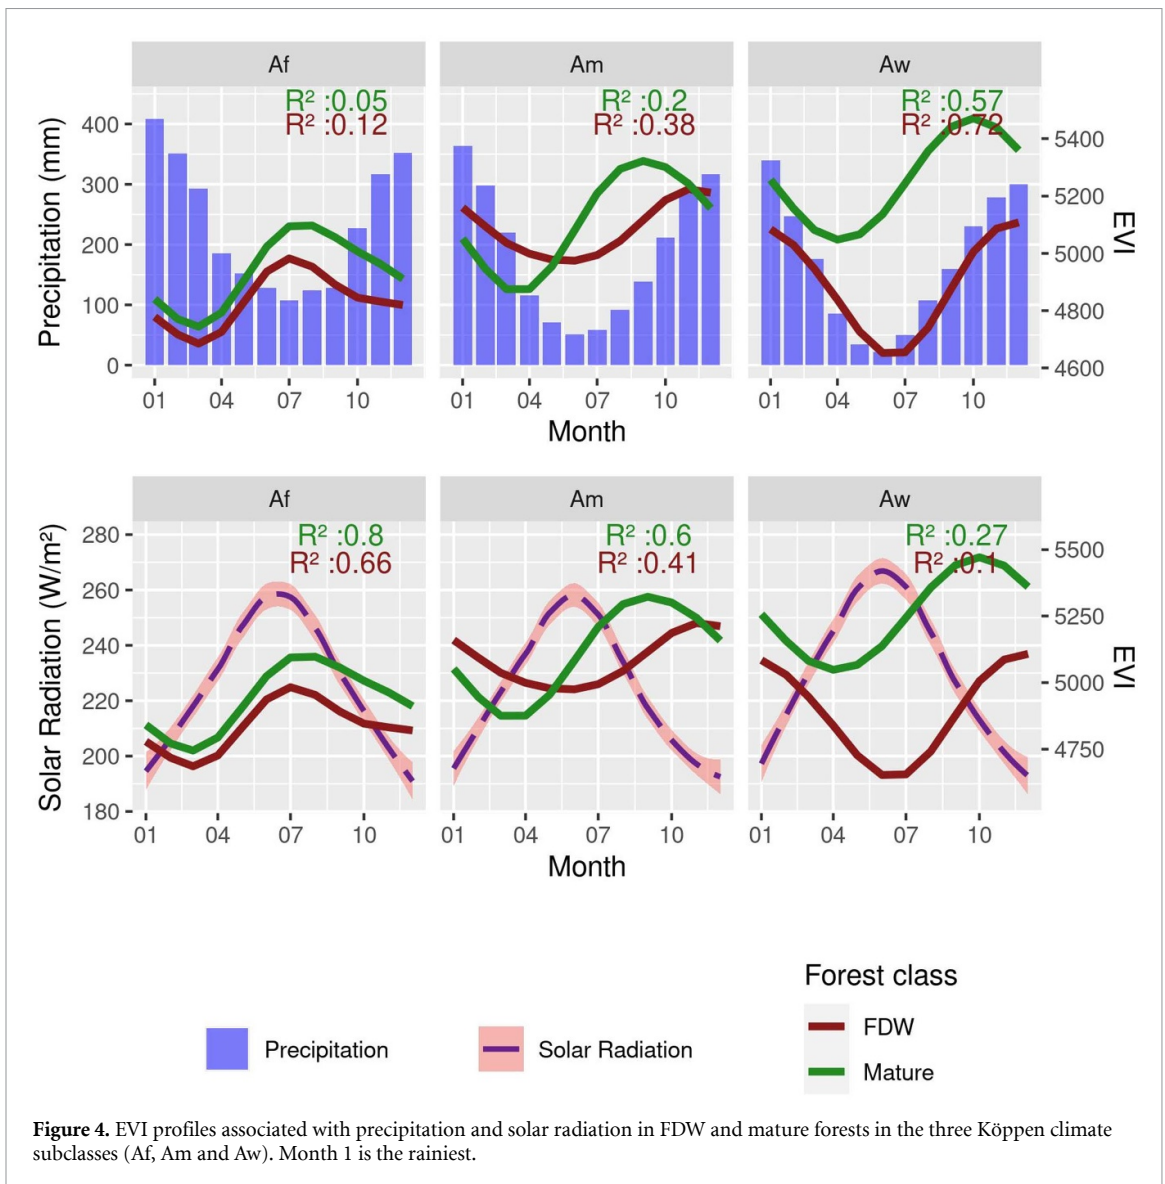 Af Am Aw
R² :0.05 R² :0.2 R² :0.57
R² :0.12 R² :0.38 R² :0.72
Precipitation (mm)
400
300
200
100
0
5400
5200
5000
4800
4600
EVI
01 04 07 10 01 04 07 10 01 04 07 10
Month
Af Am Aw
R² :0.8 R² :0.6 R² :0.27
R² :0.66 R² :0.41 R² :0.1
Solar Radiation (W/m²)
280
260
240
220
200
180
5500
5250
5000
4750
EVI
01 04 07 10 01 04 07 10 01 04 07 10
Month
Forest class
Precipitation
Solar Radiation
FDW
Mature
Figure 4. EVI profiles associated with precipitation and solar radiation in FDW and mature forests in the three Köppen climate
subclasses (Af, Am and Aw). Month 1 is the rainiest.